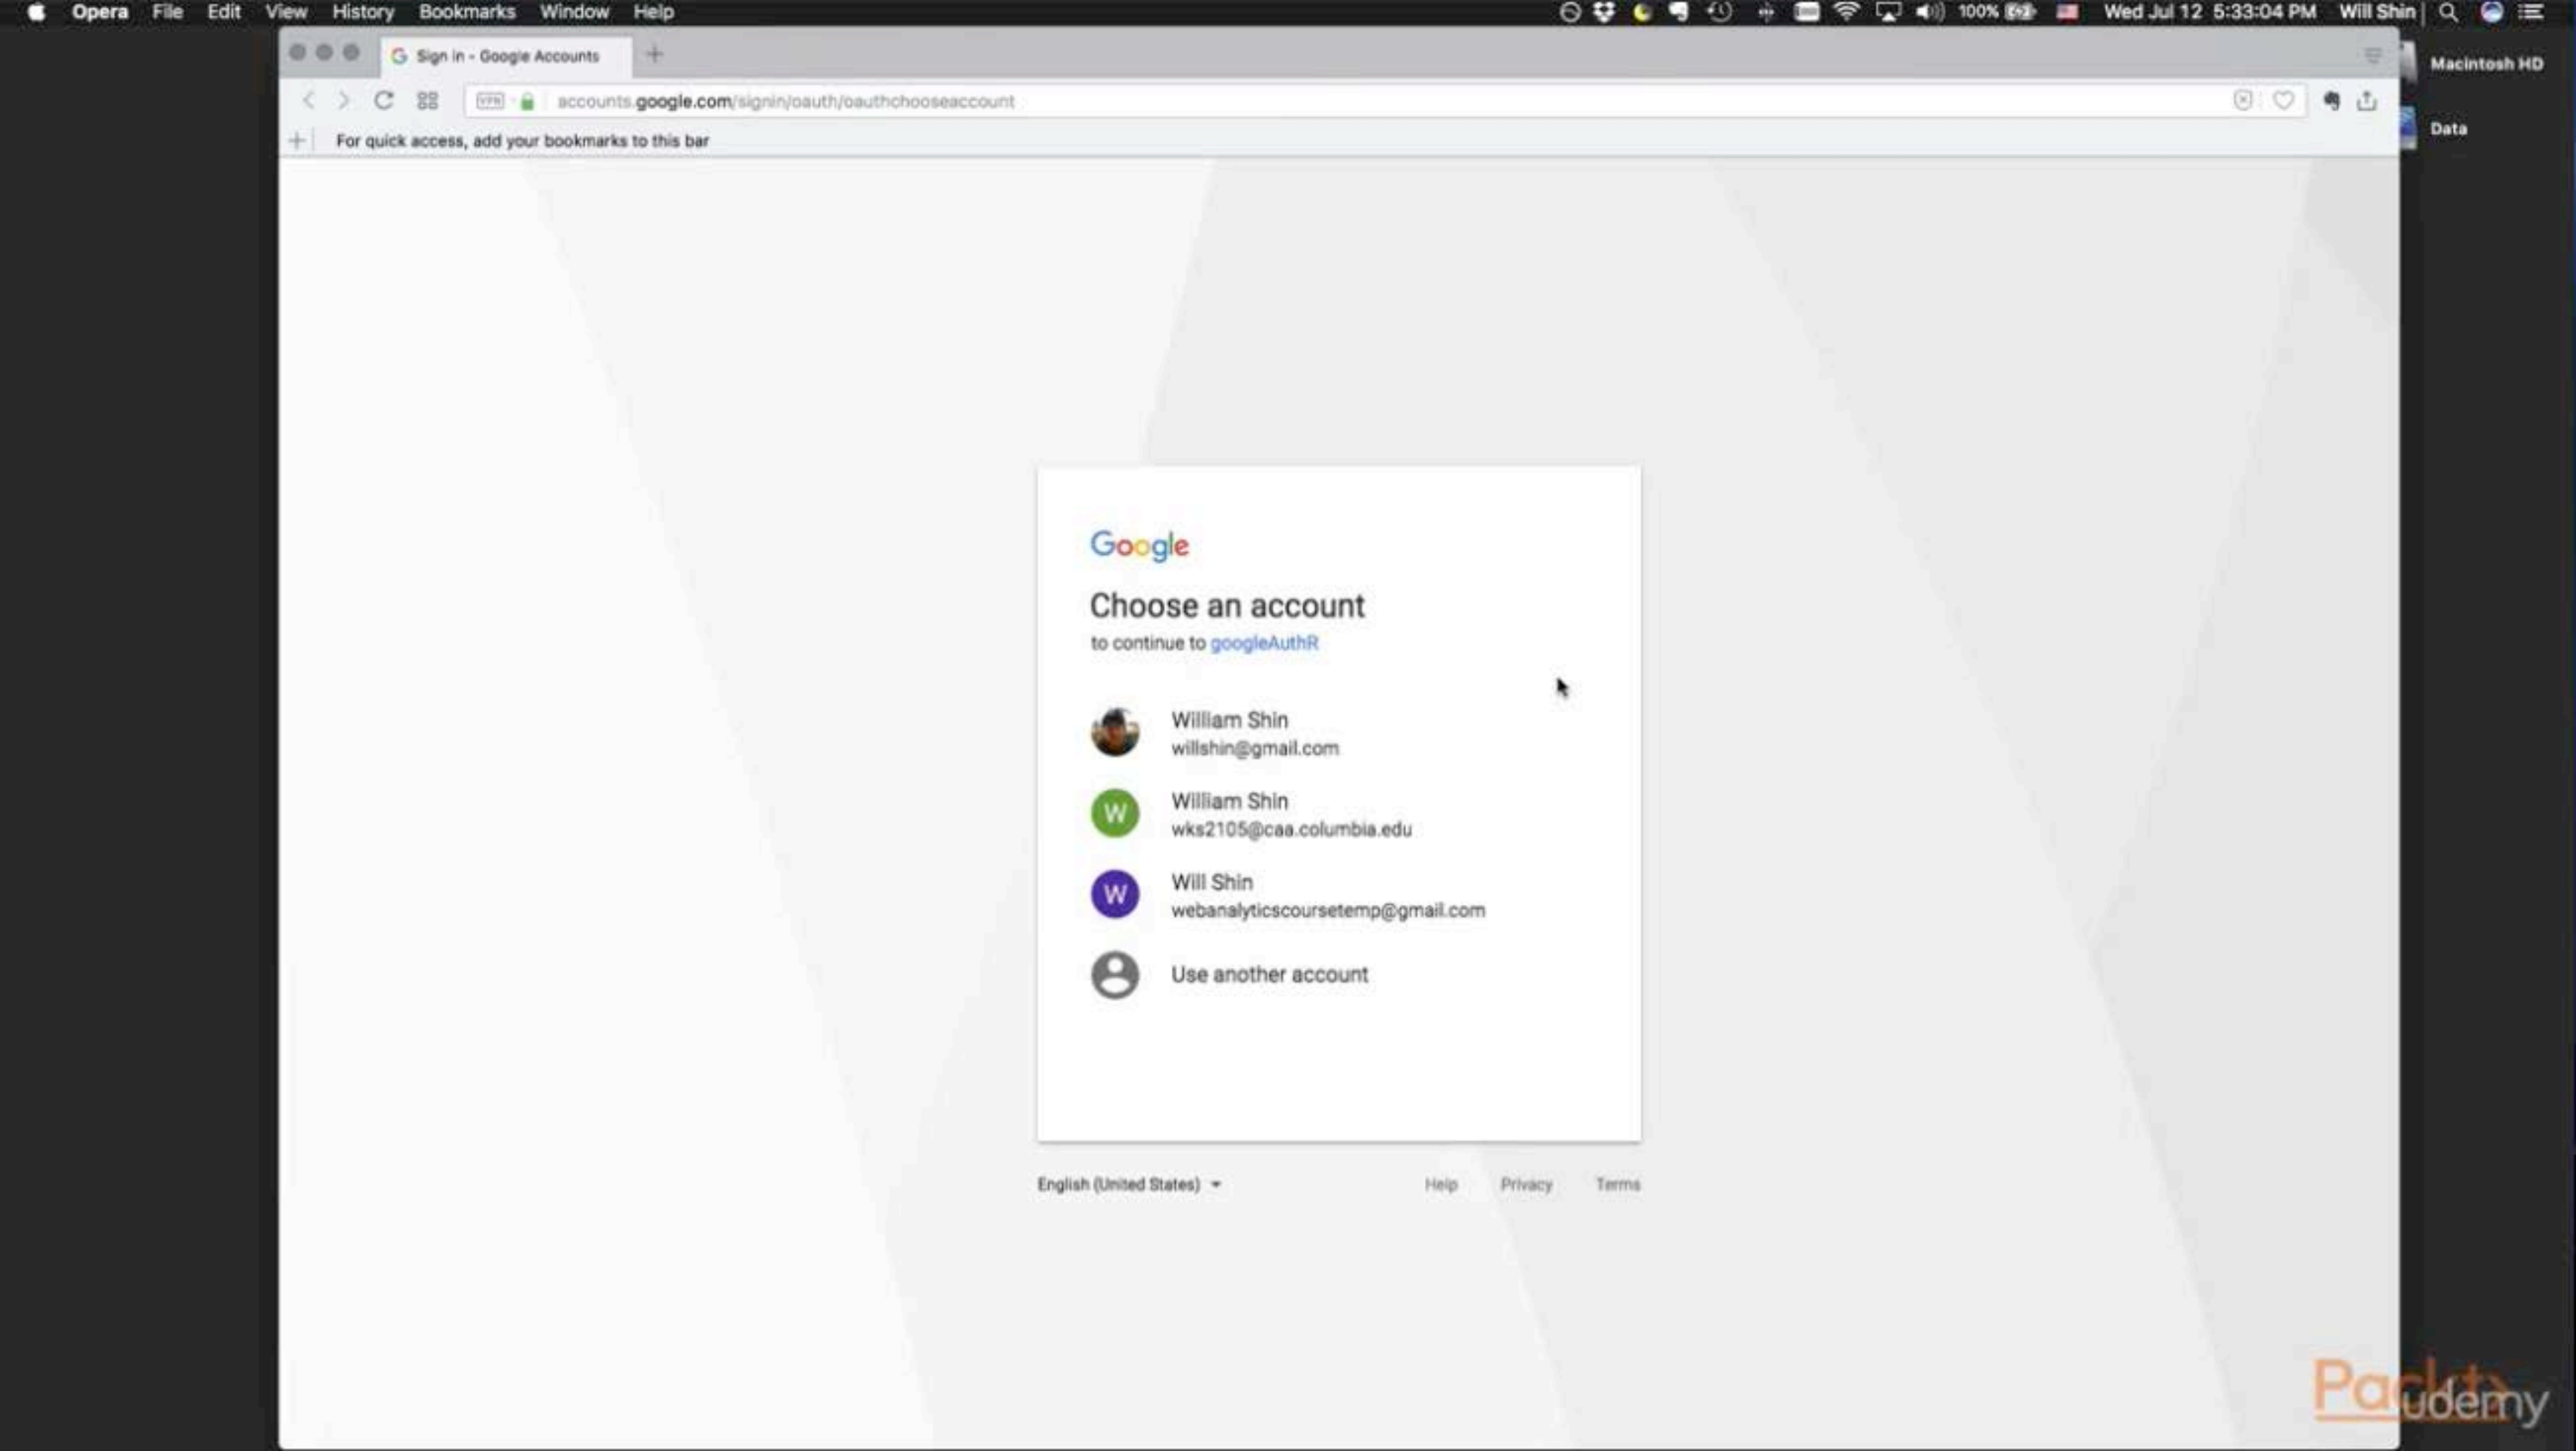 Opera File Edit View History Bookmarks Window Help 100% Wed Jul 12 5:33:04 PM Will Shin
Sign in - Google Accounts
Macintosh HD
VPN accounts.google.com/signin/oauth/oauthchooseaccount
Data
For quick access, add your bookmarks to this bar
Google
Choose an account
to continue to googleAuthR
William Shin
willshin@gmail.com
W
William Shin
wks2105@caa.columbia.edu
W
Will Shin
webanalyticscoursetemp@gmail.com
Use another account
English (United States) Help Privacy Terms
Packt
udemy